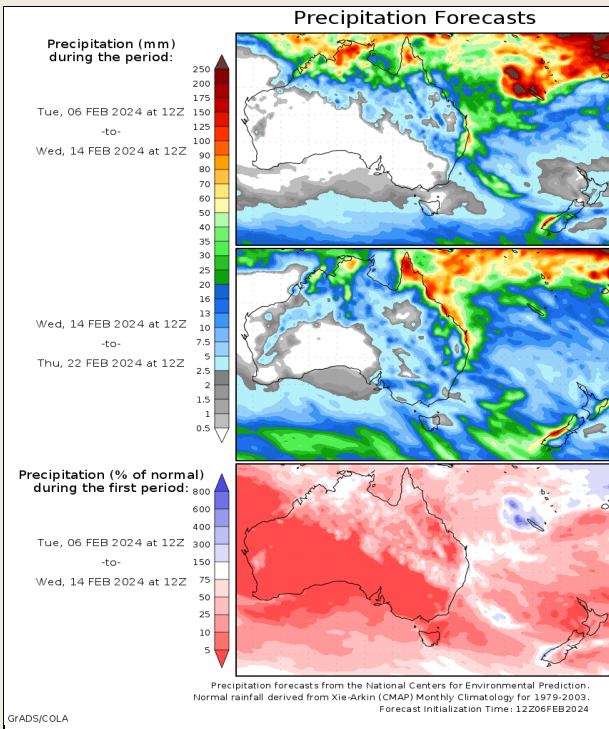 Precipitation Forecasts
Precipitation (mm)
during the period:
Tue, 06 FEB 2024 at 12Z
-to-
Wed, 14 FEB 2024 at 12Z
250
200
175
150
125
100
90
80
70
60
50
40
35
30
25
20
16
13
10
7.5
5
2.5
2
1.5
1
0.5
Wed, 14 FEB 2024 at 12Z
-to-
Thu, 22 FEB 2024 at 12Z
Precipitation (% of normal)
during the first period:
Tue, 06 FEB 2024 at 12Z
-to-
Wed, 14 FEB 2024 at 12Z
800
600
400
300
150
75
50
25
10
5
Precipitation forecasts from the National Centers for Environmental Prediction.
Normal rainfall derived from Xie-Arkin (CMAP) Monthly Climatology for 1979-2003.
Forecast Initialization Time: 12Z06FEB2024
GrADS/COLA